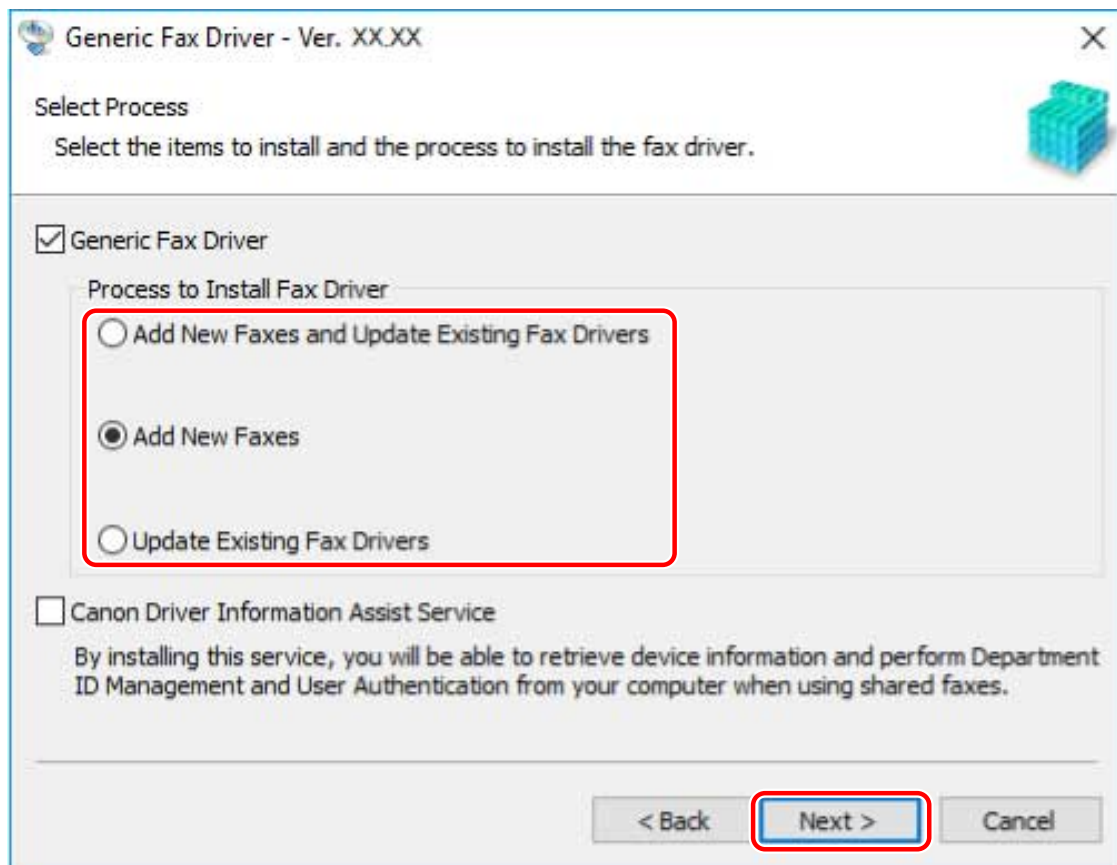 Generic Fax Driver - Ver. XX.XX
Select Process
Select the items to install and the process to install the fax driver.
Generic Fax Driver
Process to Install Fax Driver
Add New Faxes and Update Existing Fax Drivers
Add New Faxes
Update Existing Fax Drivers
Canon Driver Information Assist Service
By installing this service, you will be able to retrieve device information and perform Department
ID Management and User Authentication from your computer when using shared faxes.
< Back
Next >
Cancel